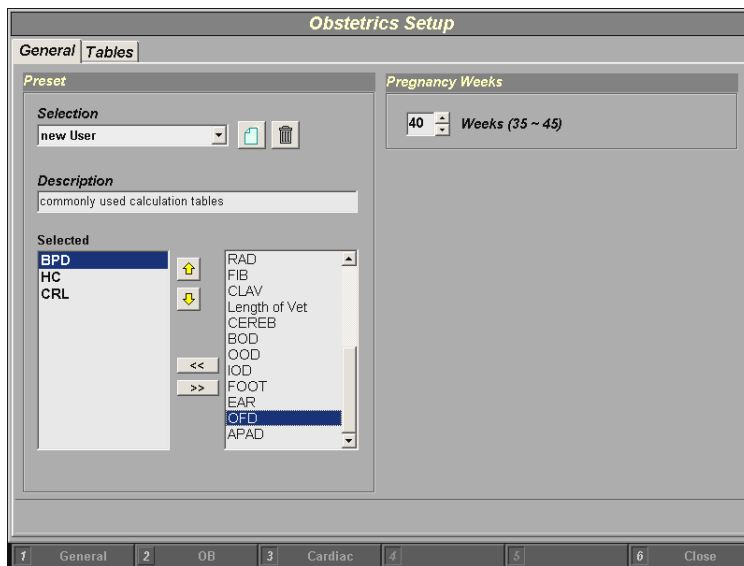 Obstetrics Setup
General Tables
Preset
Selection
new User
Description
commonly used calculation tables
Selected
BPD
HC
CRL
<<
>>
RAD
FIB
CLAV
Length of Vet
CEREB
BOD
OOD
IOD
FOOT
EAR
OFD
APAD
Pregnancy Weeks
40 Weeks (35 ~ 45)
1 General 2 OB 3 Cardiac 4 5 6 Close